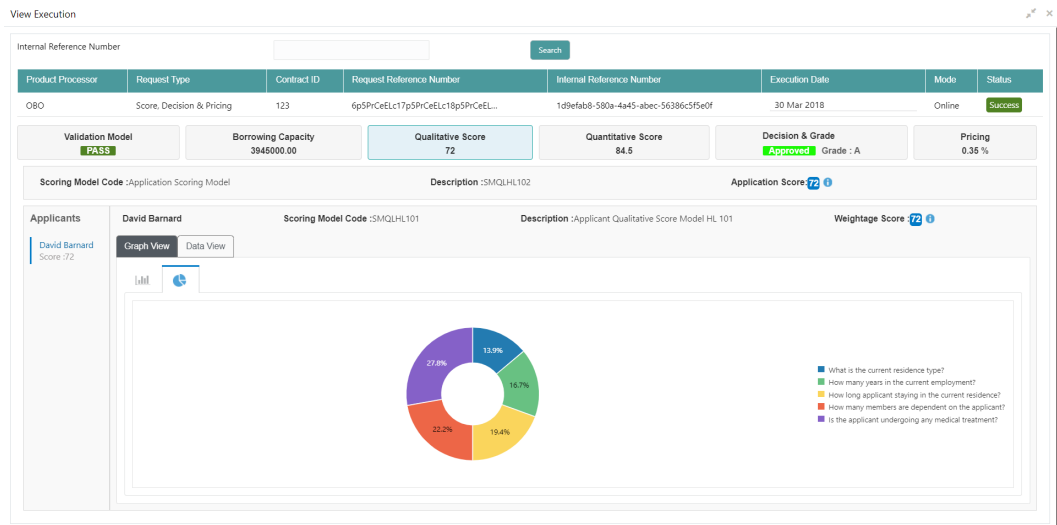 View Execution
Internal Reference Number
Search
Product Processor Request Type Contract ID Request Reference Number Internal Reference Number Execution Date Mode Status
OBO Score, Decision & Pricing 123 6p5PrCeELc17p5PrCeELc18p5PrCeEL... 1d9efab8-580a-4a45-abec-56386c5f5e0f 30 Mar 2018 Online Success
Validation Model Borrowing Capacity Qualitative Score Quantitative Score Decision & Grade Pricing
PASS 3945000.00 72 84.5 Approved Grade : A 0.35 %
Scoring Model Code :Application Scoring Model Description :SMQLHL102 Application Score:72
Applicants David Barnard Scoring Model Code :SMQLHL101 Description :Applicant Qualitative Score Model HL 101 Weightage Score :72
David Barnard
Score :72
Graph View Data View
13.9%
27.8%
16.7%
22.2%
19.4%
What is the current residence type?
How many years in the current employment?
How long applicant staying in the current residence?
How many members are dependent on the applicant?
Is the applicant undergoing any medical treatment?